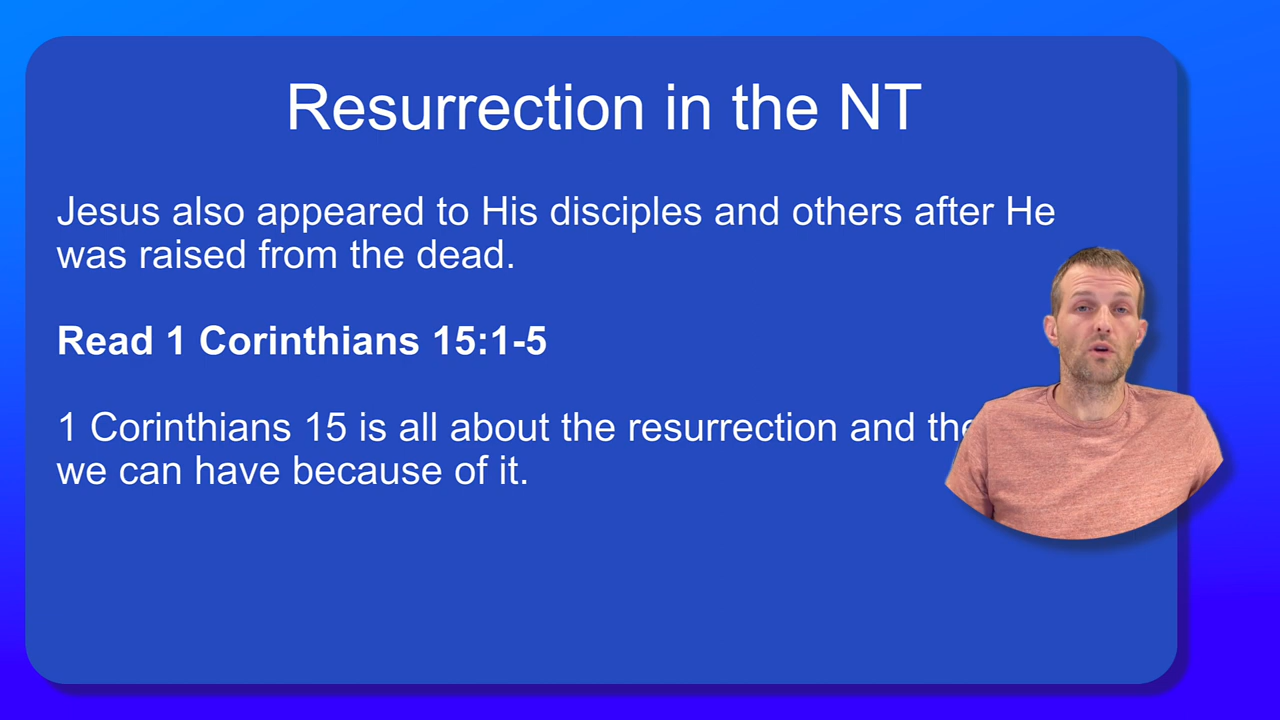 Resurrection in the NT
Jesus also appeared to His disciples and others after He
was raised from the dead.
Read 1 Corinthians 15:1-5
1 Corinthians 15 is all about the resurrection and the
we can have because of it.